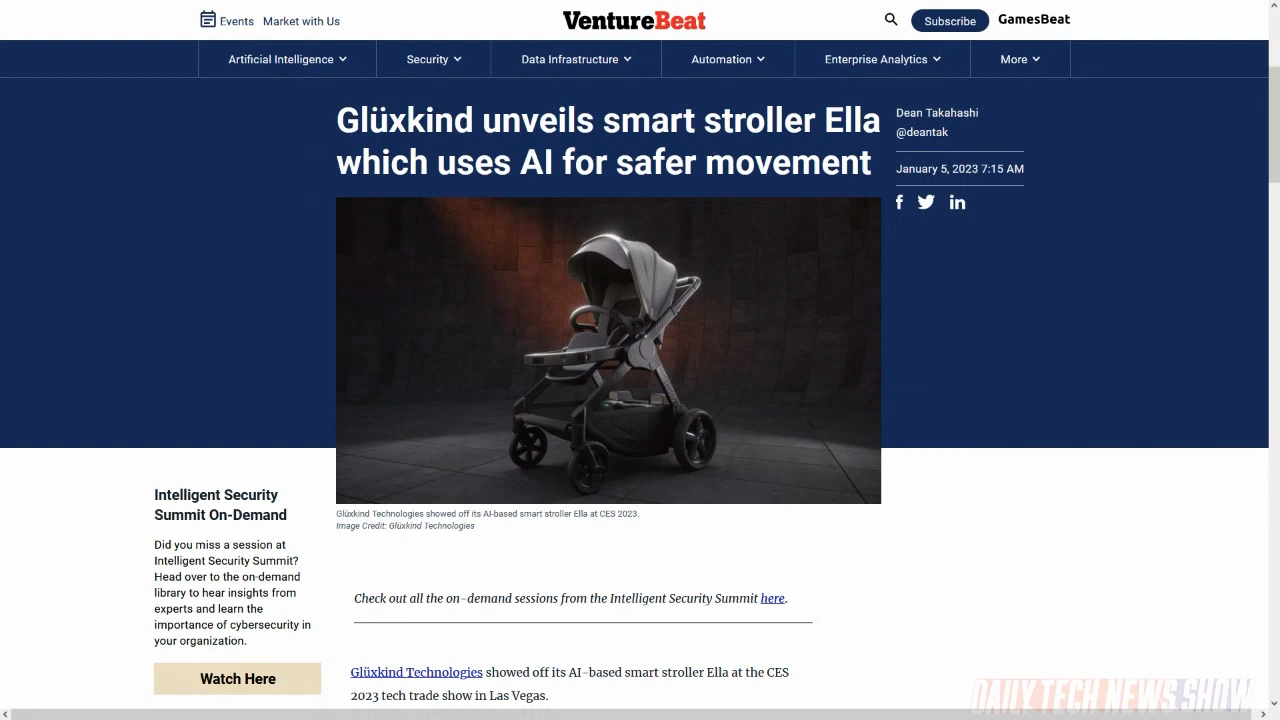 Events Market with Us
VentureBeat
Subscribe
GamesBeat
Artificial Intelligence
Security
Data Infrastructure
Automation
Enterprise Analytics
More
Glüxkind unveils smart stroller Ella
which uses AI for safer movement
Dean Takahashi
@deantak
January 5, 2023 7:15 AM
Glüxkind Technologies showed off its AI-based smart stroller Ella at CES 2023.
Image Credit: Glüxkind Technologies
Intelligent Security
Summit On-Demand
Did you miss a session at
Intelligent Security Summit?
Head over to the on-demand
library to hear insights from
experts and learn the
importance of cybersecurity in
your organization.
Watch Here
Check out all the on-demand sessions from the Intelligent Security Summit here.
Glüxkind Technologies showed off its AI-based smart stroller Ella at the CES
2023 tech trade show in Las Vegas.
DAILY TECH NEWS SHOW